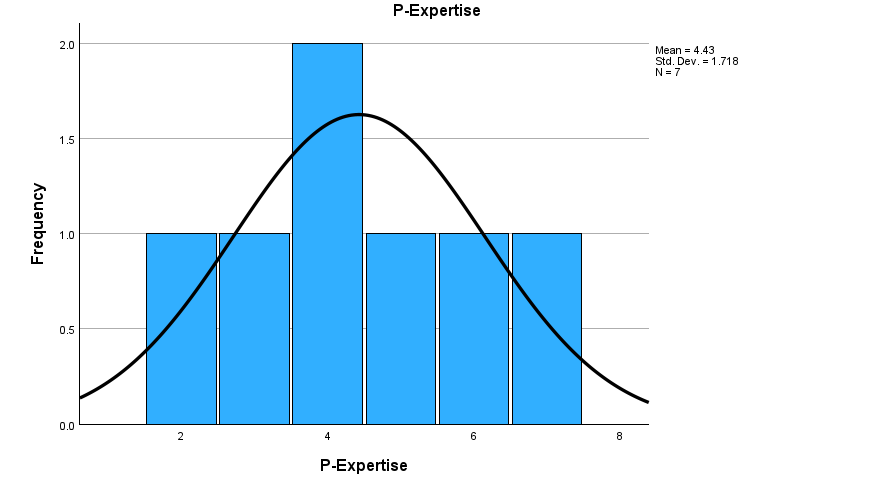 P-Expertise
Mean = 4.43
Std. Dev. = 1.718
N = 7
2.0
1.5
1.0
0.5
0.0
Frequency
2 4 6 8
P-Expertise